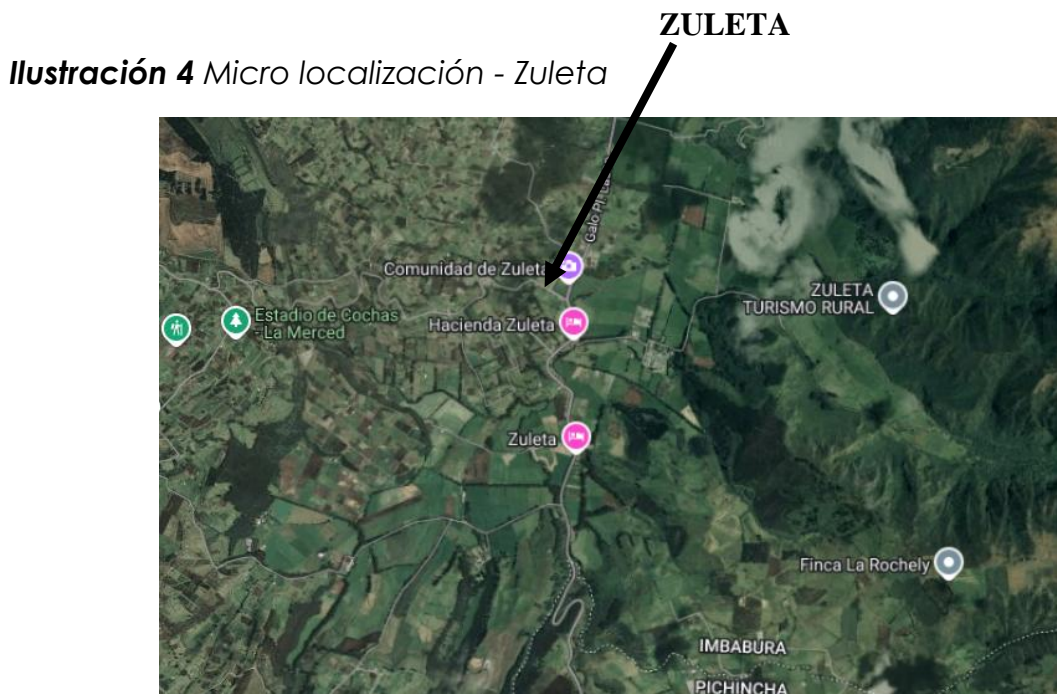 ZULETA
Ilustración 4 Micro localización - Zuleta
Comunidad de Zuleta
ZULETA
TURISMO RURAL
Estadio de Cochas
- La Merced
Hacienda Zuleta
Zuleta
Finca La Rochely
IMBABURA
PICHINCHA